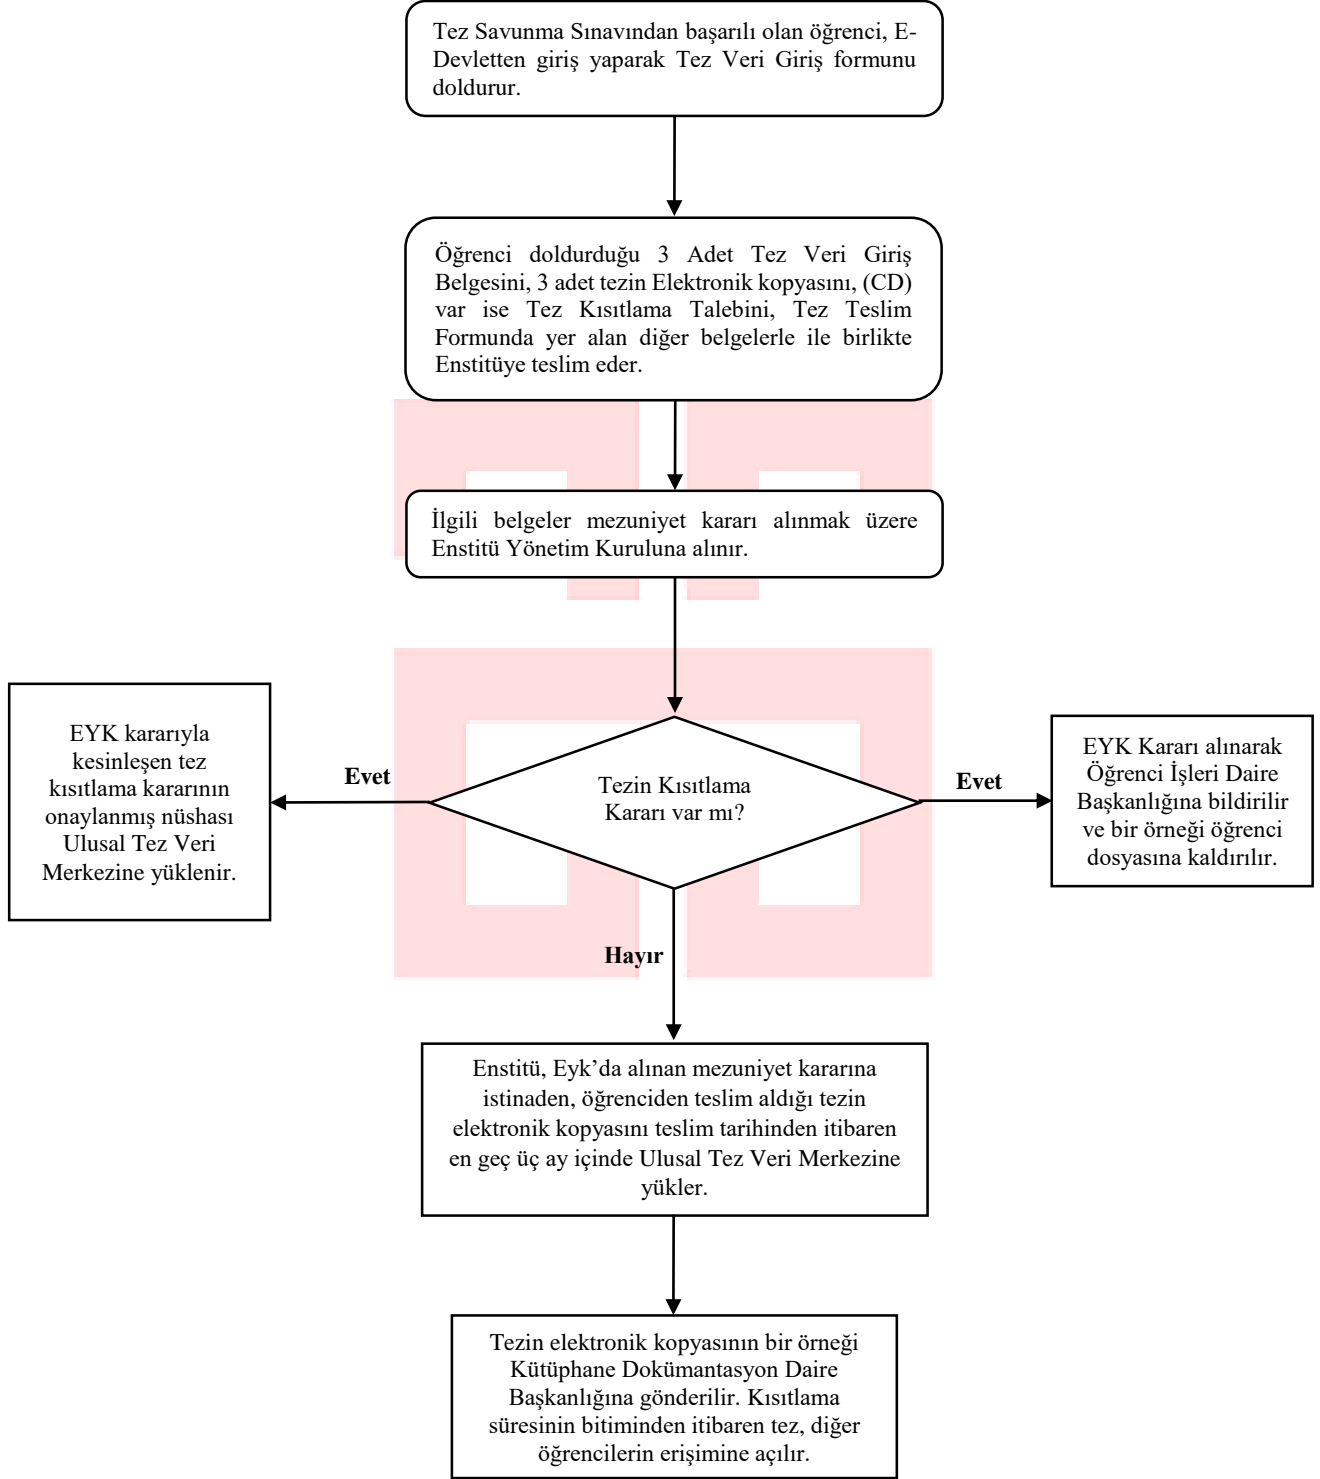 Tez Savunma Sınavından başarılı olan öğrenci, E-
Devletten giriş yaparak Tez Veri Giriş formunu
doldurur.
Öğrenci doldurduğu 3 Adet Tez Veri Giriş
Belgesini, 3 adet tezin Elektronik kopyasını, (CD)
var ise Tez Kısıtlama Talebini, Tez Teslim
Formunda yer alan diğer belgelerle ile birlikte
Enstitüye teslim eder.
İlgili belgeler mezuniyet kararı alınmak üzere
Enstitü Yönetim Kuruluna alınır.
EYK kararıyla
kesinleşen tez
kısıtlama kararının
onaylanmış nüshası
Ulusal Tez Veri
Merkezine yüklenir.
Evet
Tezin Kısıtlama
Kararı var mı?
Evet
EYK Kararı alınarak
Öğrenci İşleri Daire
Başkanlığına bildirilir
ve bir örneği öğrenci
dosyasına kaldırılır.
Hayır
Enstitü, Eyk’da alınan mezuniyet kararına
istinaden, öğrenciden teslim aldığı tezin
elektronik kopyasını teslim tarihinden itibaren
en geç üç ay içinde Ulusal Tez Veri Merkezine
yükler.
Tezin elektronik kopyasının bir örneği
Kütüphane Dokümantasyon Daire
Başkanlığına gönderilir. Kısıtlama
süresinin bitiminden itibaren tez, diğer
öğrencilerin erişimine açılır.